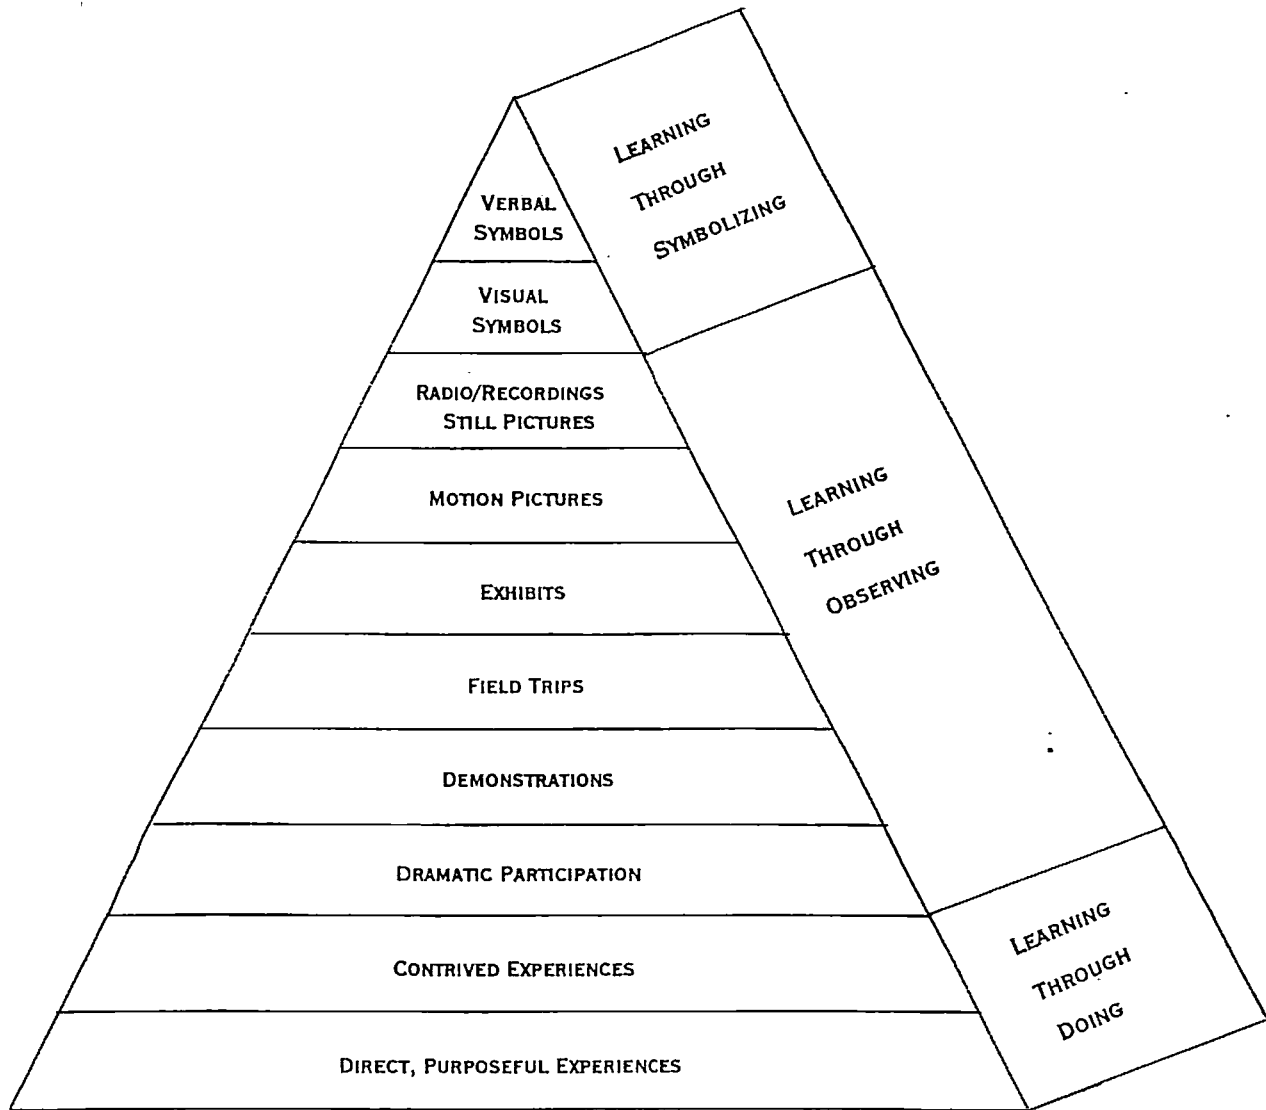 VERBAL
SYMBOLS
VISUAL
SYMBOLS
RADIO/RECORDINGS
STILL PICTURES
MOTION PICTURES
EXHIBITS
FIELD TRIPS
DEMONSTRATIONS
DRAMATIC PARTICIPATION
CONTRIVED EXPERIENCES
DIRECT, PURPOSEFUL EXPERIENCES
LEARNING
THROUGH
SYMBOLIZING
LEARNING
THROUGH
OBSERVING
LEARNING
THROUGH
DOING